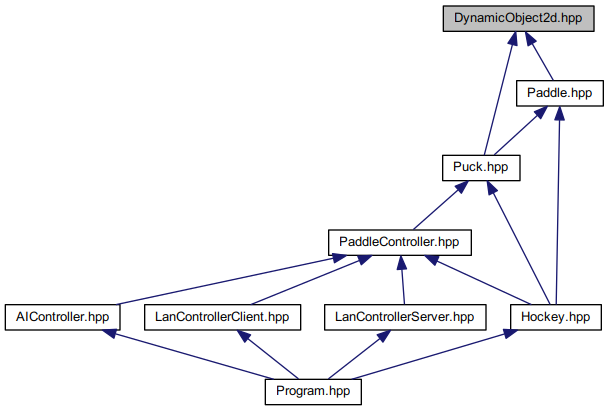 DynamicObject2d.hpp
Paddle.hpp
Puck.hpp
PaddleController.hpp
AIController.hpp
LanControllerClient.hpp
LanControllerServer.hpp
Hockey.hpp
Program.hpp